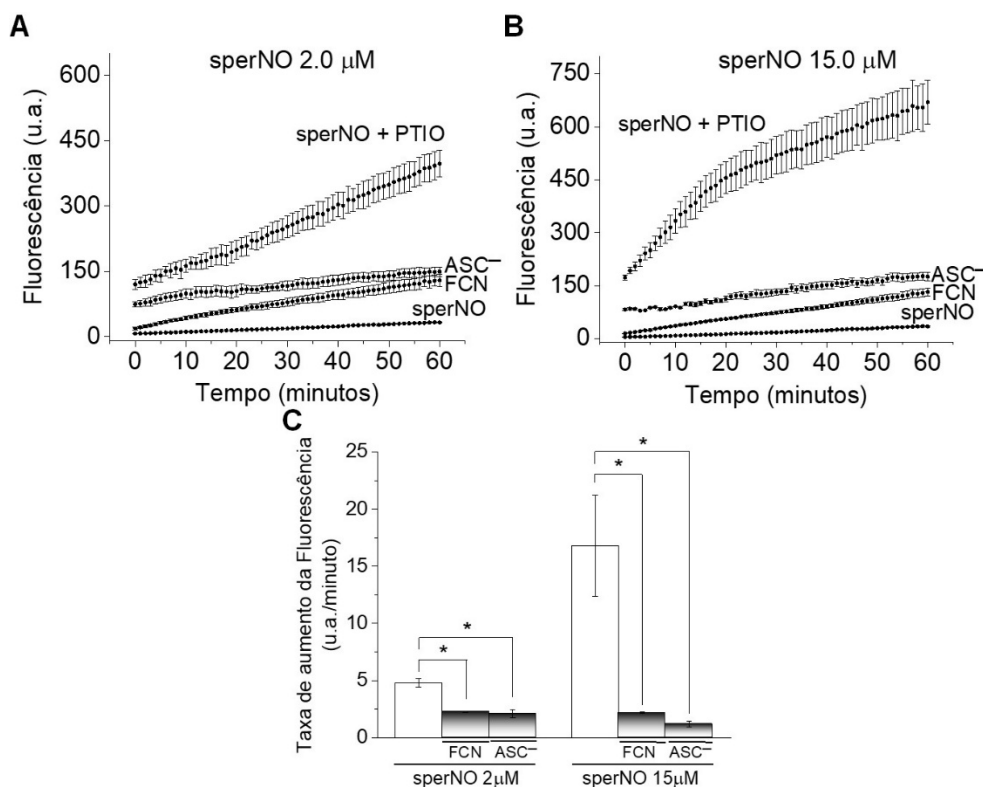 A
sperNO 2.0 μM
Fluorescência (u.a.)
600
450
300
150
0
sperNO + PTIO
ASC−
FCN
sperNO
0 10 20 30 40 50 60
Tempo (minutos)
B
sperNO 15.0 μM
Fluorescência (u.a.)
750
600
450
300
150
0
sperNO + PTIO
ASC−
FCN
sperNO
0 10 20 30 40 50 60
Tempo (minutos)
C
Taxa de aumento da Fluorescência
(u.a./minuto)
25
20
15
10
5
0
* *
* *
FCN ASC− FCN ASC−
sperNO 2μM sperNO 15μM